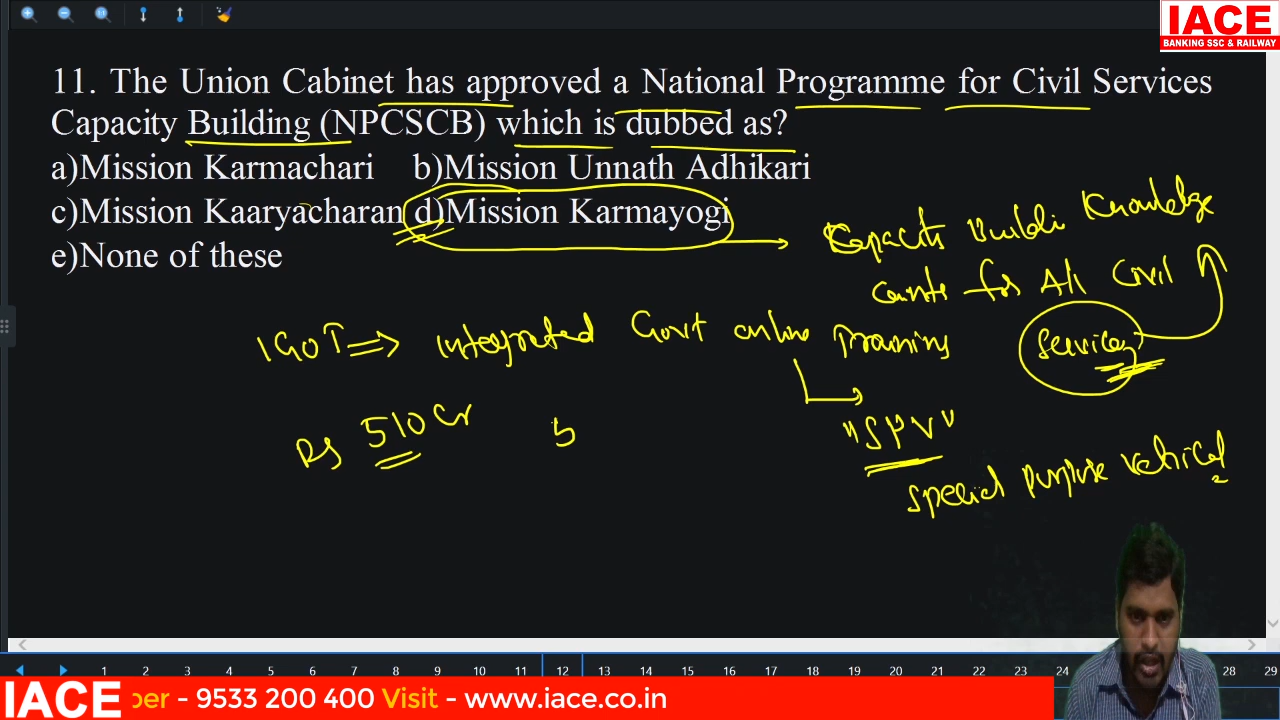 IACE
BANKING SSC & RAILWAY
11. The Union Cabinet has approved a National Programme for Civil Services
Capacity Building (NPCSCB) which is dubbed as?
a)Mission Karmachari b)Mission Unnath Adhikari
c)Mission Kaaryacharan d)Mission Karmayogi
e)None of these
Knowledge
for All Civil
IGOT => Integrated Govt online Training Services
Rs 510 Cr 5
"SPV"
special purpose
1 2 3 4 5 6 7 8 9 10 11 12 13 14 15 16 17 18 19 20 21 22 23 24 28 29
IACE per - 9533 200 400 Visit - www.iace.co.in